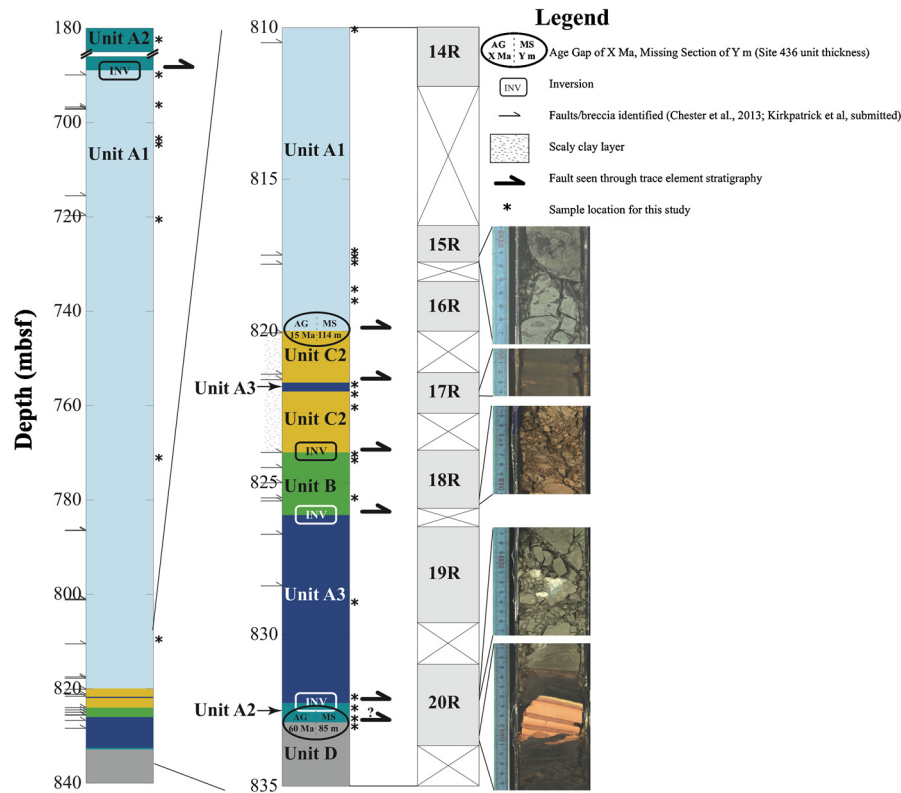 Legend
AG MS
X Ma Y m
Age Gap of X Ma, Missing Section of Y m (Site 436 unit thickness)
INV
Inversion
Faults/breccia identified (Chester et al., 2013; Kirkpatrick et al, submitted)
Scaly clay layer
Fault seen through trace element stratigraphy
*
Sample location for this study
Depth (mbsf)
180
Unit A2
INV
700
Unit A1
720
740
760
780
800
820
840
810
Unit A1
815
820
AG MS
15 Ma 114 m
Unit C2
Unit A3
Unit C2
INV
825
Unit B
INV
Unit A3
830
INV
Unit A2
?
AG MS
60 Ma 85 m
Unit D
835
14R
15R
16R
17R
18R
19R
20R